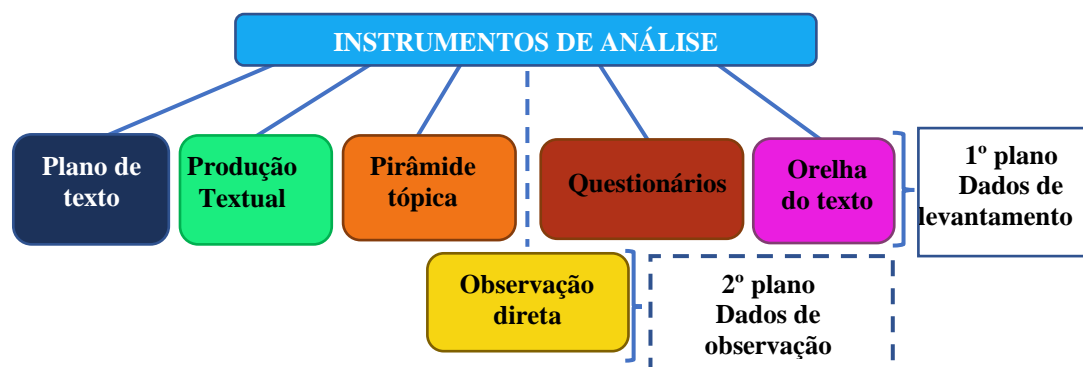 INSTRUMENTOS DE ANÁLISE
Plano de
texto
Produção
Textual
Pirâmide
tópica
Questionários
Orelha
do texto
1º plano
Dados de
levantamento
Observação
direta
2º plano
Dados de
observação